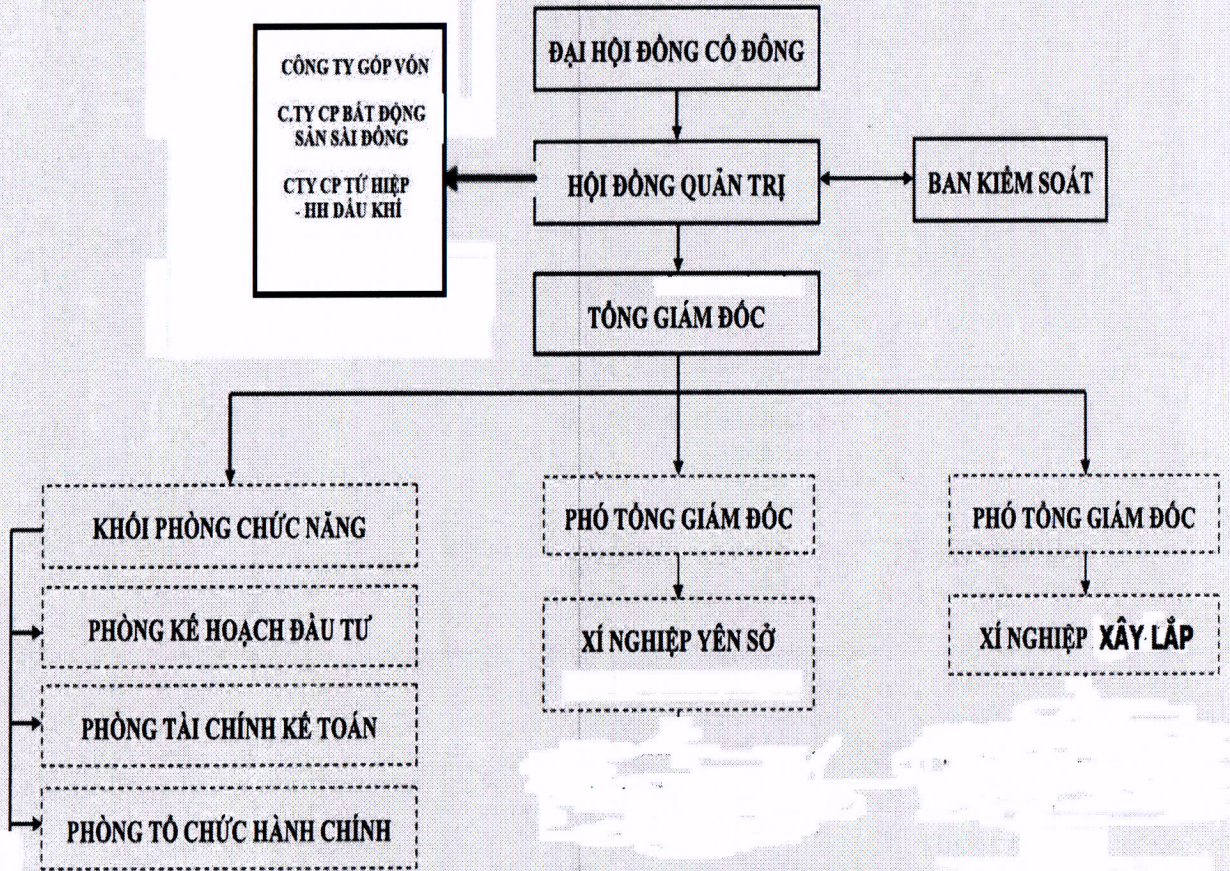 CÔNG TY GÓP VỐN
C.TY CP BẤT ĐỘNG
SẢN SÀI ĐỒNG
CTY CP TỨ HIỆP
- HH DẦU KHÍ
ĐẠI HỘI ĐỒNG CỔ ĐÔNG
HỘI ĐỒNG QUẢN TRỊ
BAN KIỂM SOÁT
TỔNG GIÁM ĐỐC
KHỐI PHÒNG CHỨC NĂNG
PHÒNG KẾ HOẠCH ĐẦU TƯ
PHÒNG TÀI CHÍNH KẾ TOÁN
PHÒNG TỔ CHỨC HÀNH CHÍNH
PHÓ TỔNG GIÁM ĐỐC
XÍ NGHIỆP YÊN SỞ
PHÓ TỔNG GIÁM ĐỐC
XÍ NGHIỆP XÂY LẮP